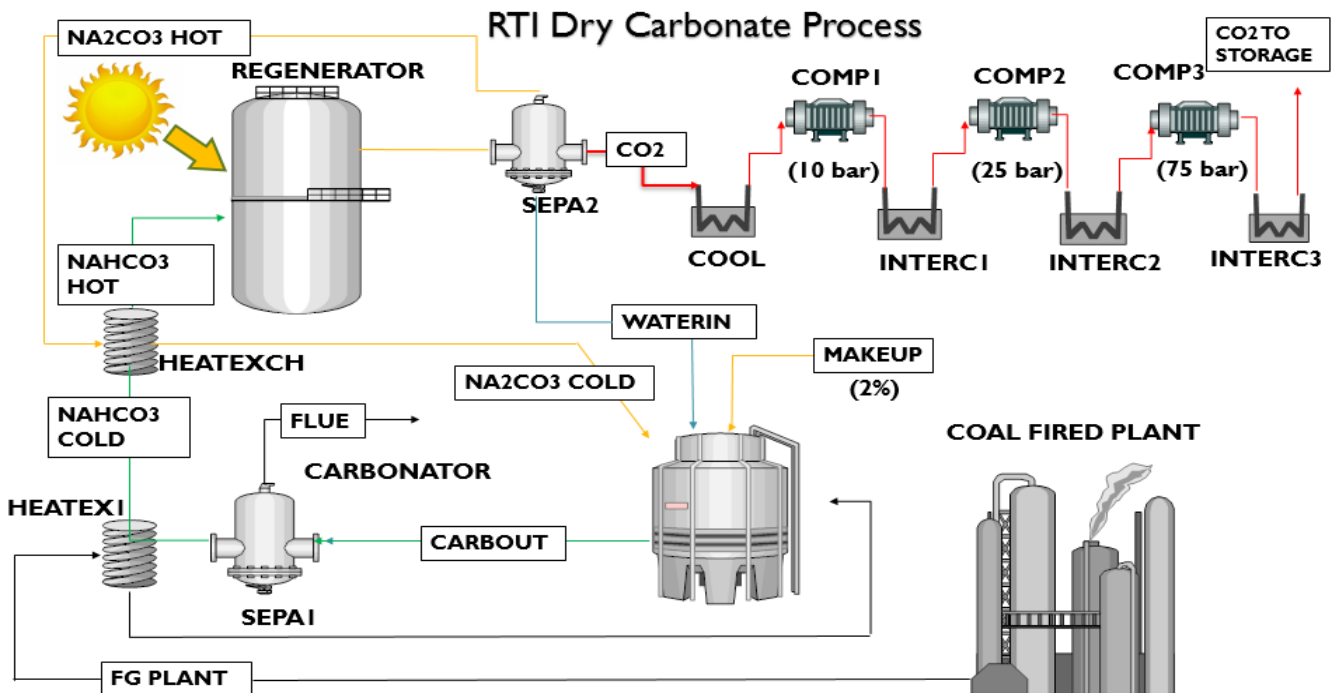 RTI Dry Carbonate Process
NA2CO3 HOT
CO2 TO
STORAGE
REGENERATOR
COMP1
COMP2
COMP3
CO2
(10 bar)
(25 bar)
(75 bar)
SEPA2
COOL
INTERC1
INTERC2
INTERC3
NAHCO3
HOT
WATERIN
MAKEUP
(2%)
HEATEXCH
NA2CO3 COLD
NAHCO3
COLD
FLUE
COAL FIRED PLANT
CARBONATOR
HEATEX1
CARBOUT
SEPA1
FG PLANT